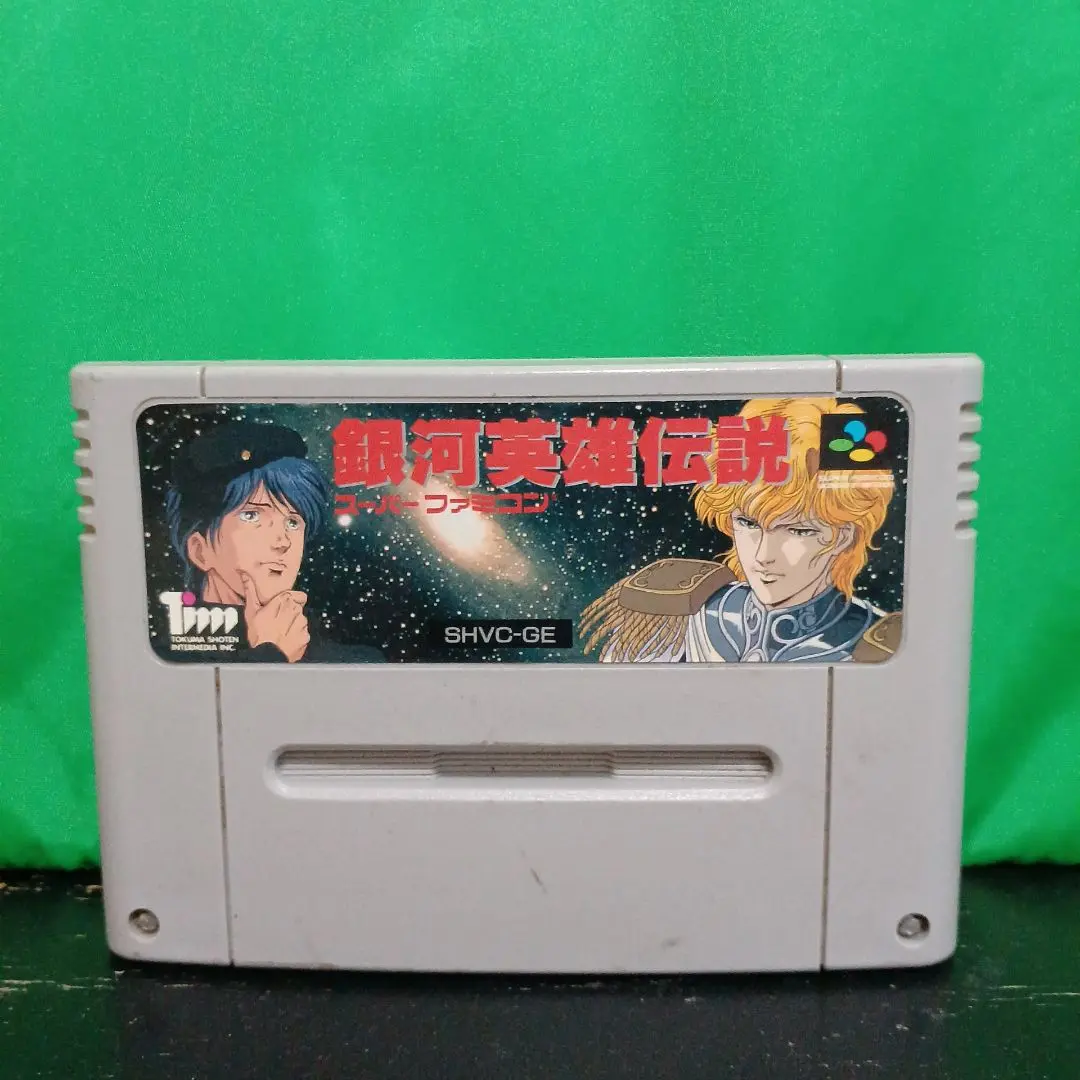 銀河英雄伝説
スーパーファミコン®
Tim
TOKUMA SHOTEN
INTERMEDIA INC.
SHVC-GE